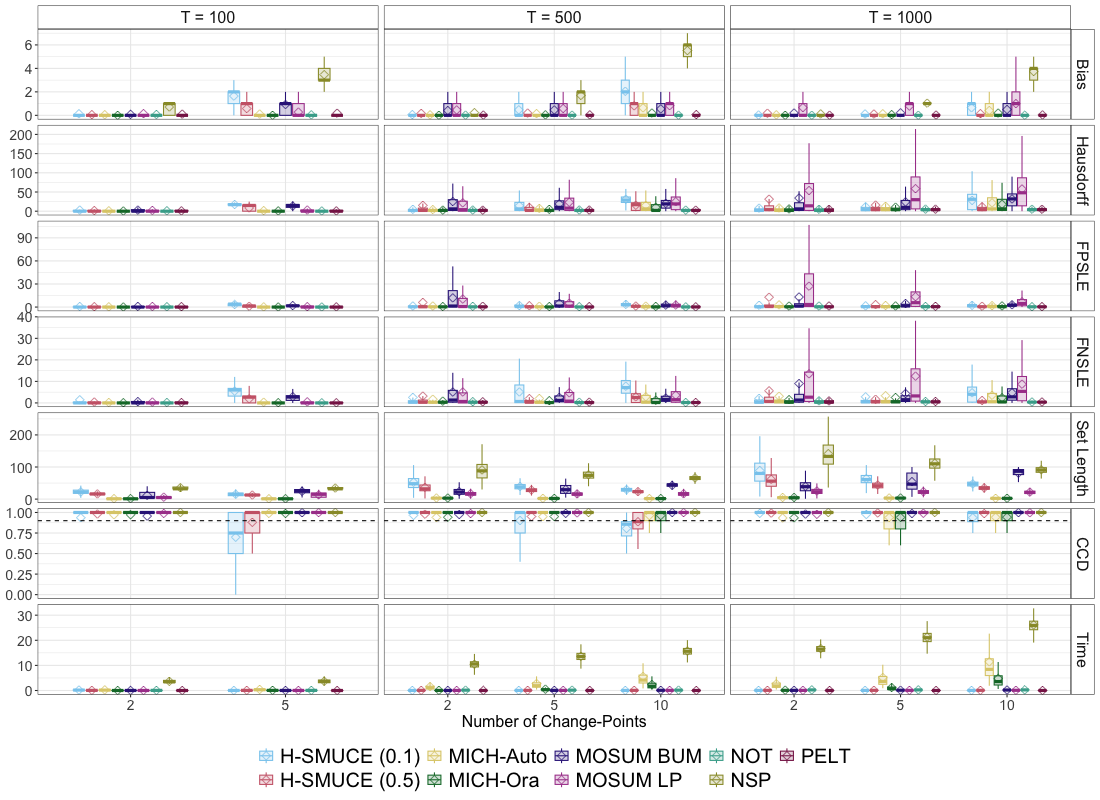 T = 100 T = 500 T = 1000
6
4
2
0
Bias
200
150
100
50
0
Hausdorff
90
60
30
0
FPSLE
40
30
20
10
0
FNSLE
200
100
0
Set Length
1.00
0.75
0.50
0.25
0.00
CCD
30
20
10
0
Time
2 5 2 5 10 2 5 10
Number of Change-Points
H-SMUCE (0.1) MICH-Auto MOSUM BUM NOT PELT
H-SMUCE (0.5) MICH-Ora MOSUM LP NSP